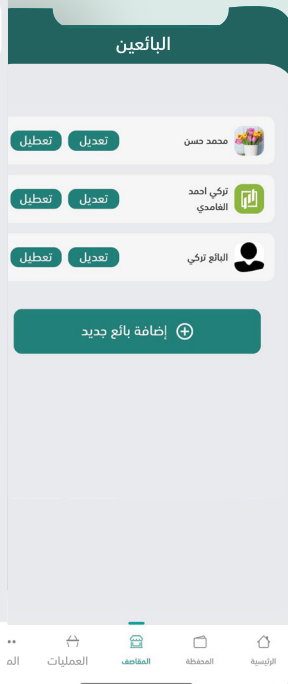 البائعين
محمد حسن
تعديل
تعطيل
تركي احمد
الغامدي
تعديل
تعطيل
البائع تركي
تعديل
تعطيل
إضافة بائع جديد
الرئيسية
المحفظة
المقاصف
العمليات
الم